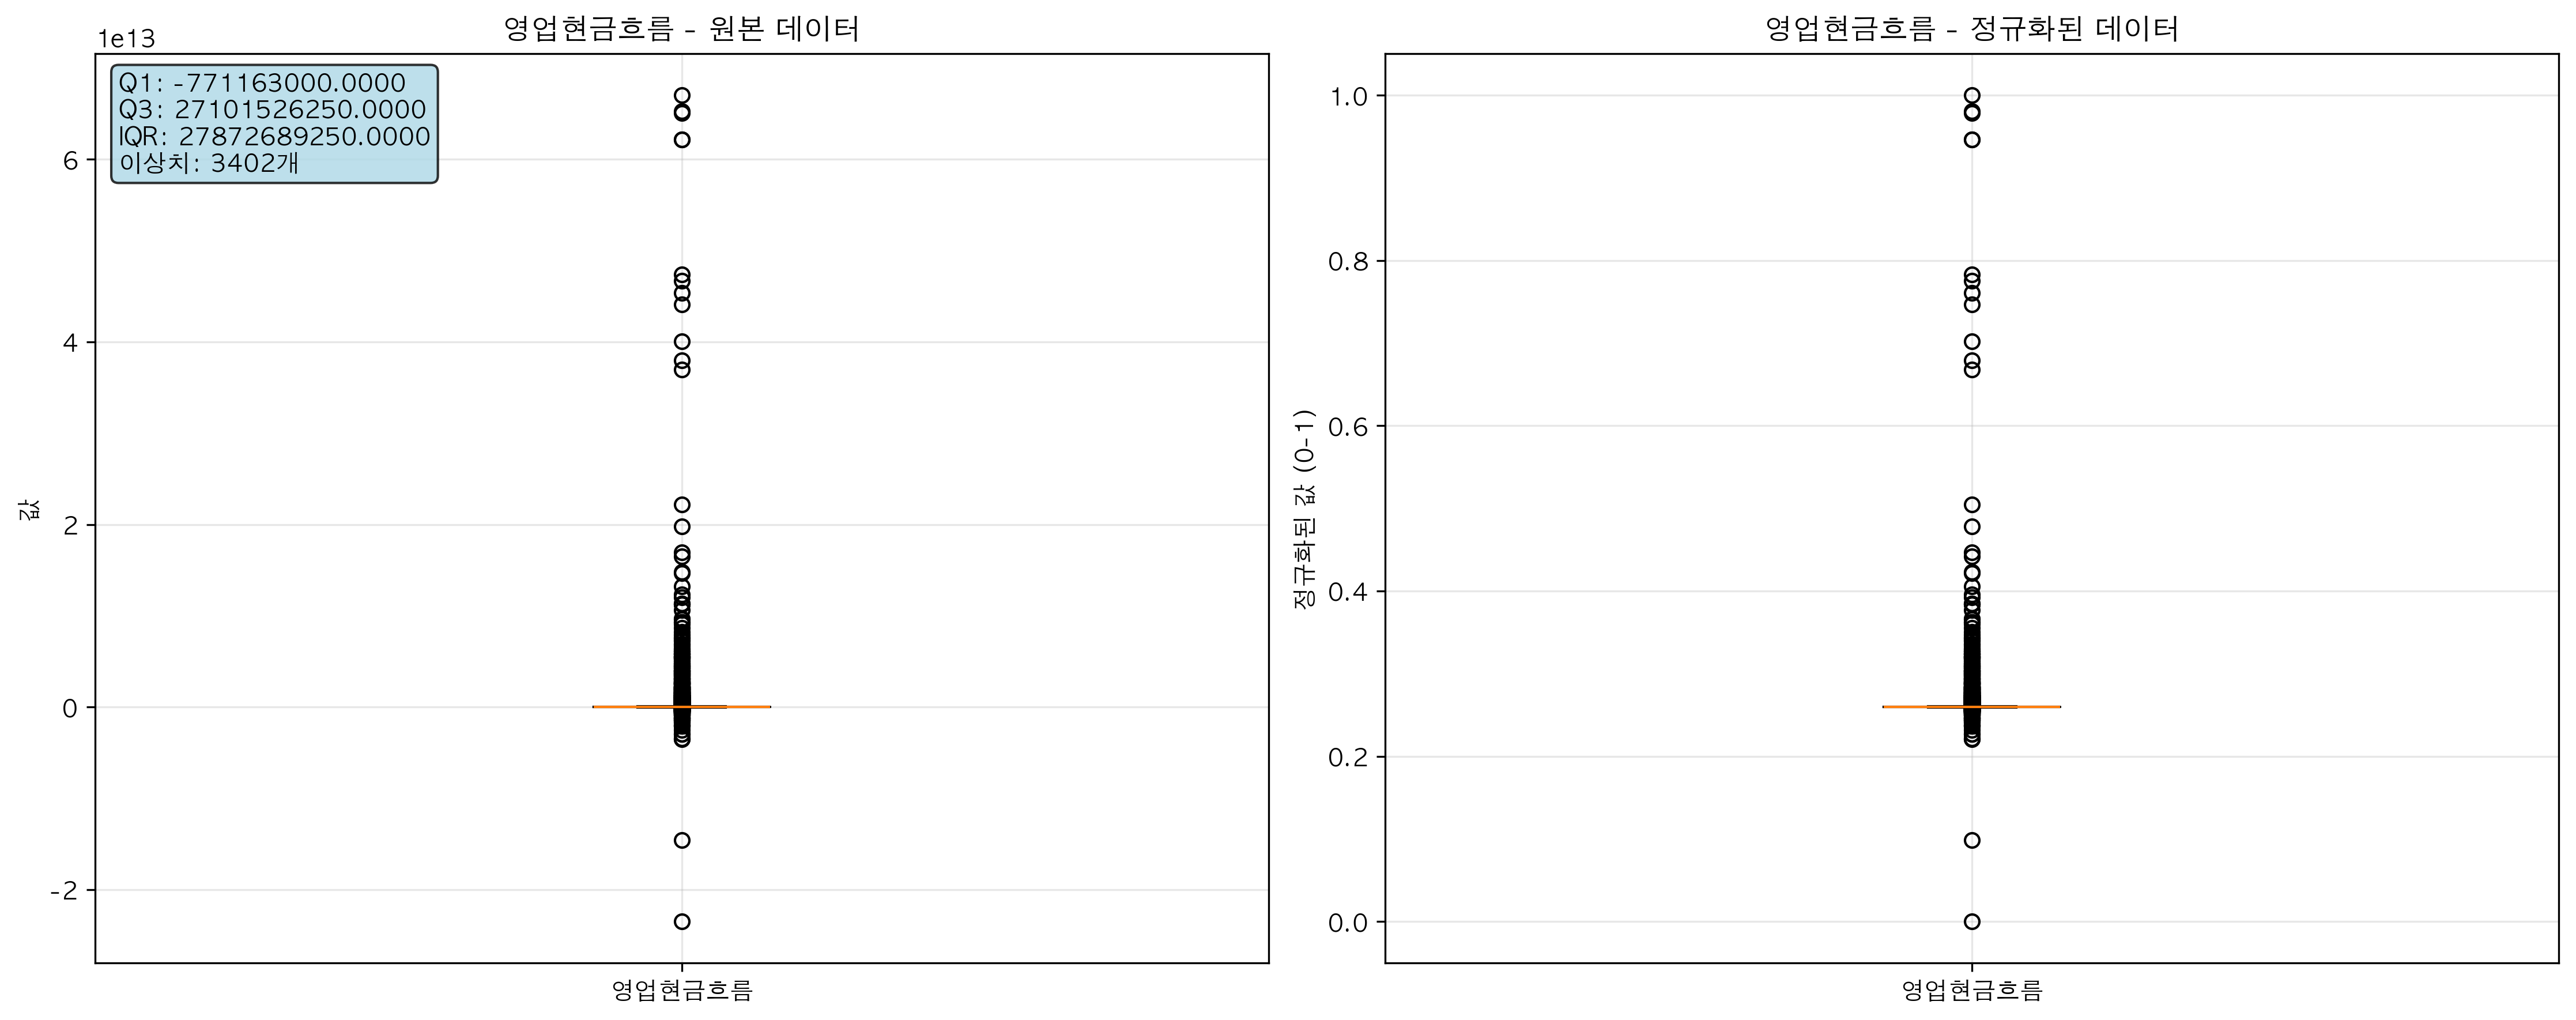 영업현금흐름 - 원본 데이터
1e13
Q1: -771163000.0000
Q3: 27101526250.0000
IQR: 27872689250.0000
이상치: 3402개
6
4
2
0
-2
값
영업현금흐름
영업현금흐름 - 정규화된 데이터
1.0
0.8
0.6
0.4
0.2
0.0
정규화된 값 (0-1)
영업현금흐름